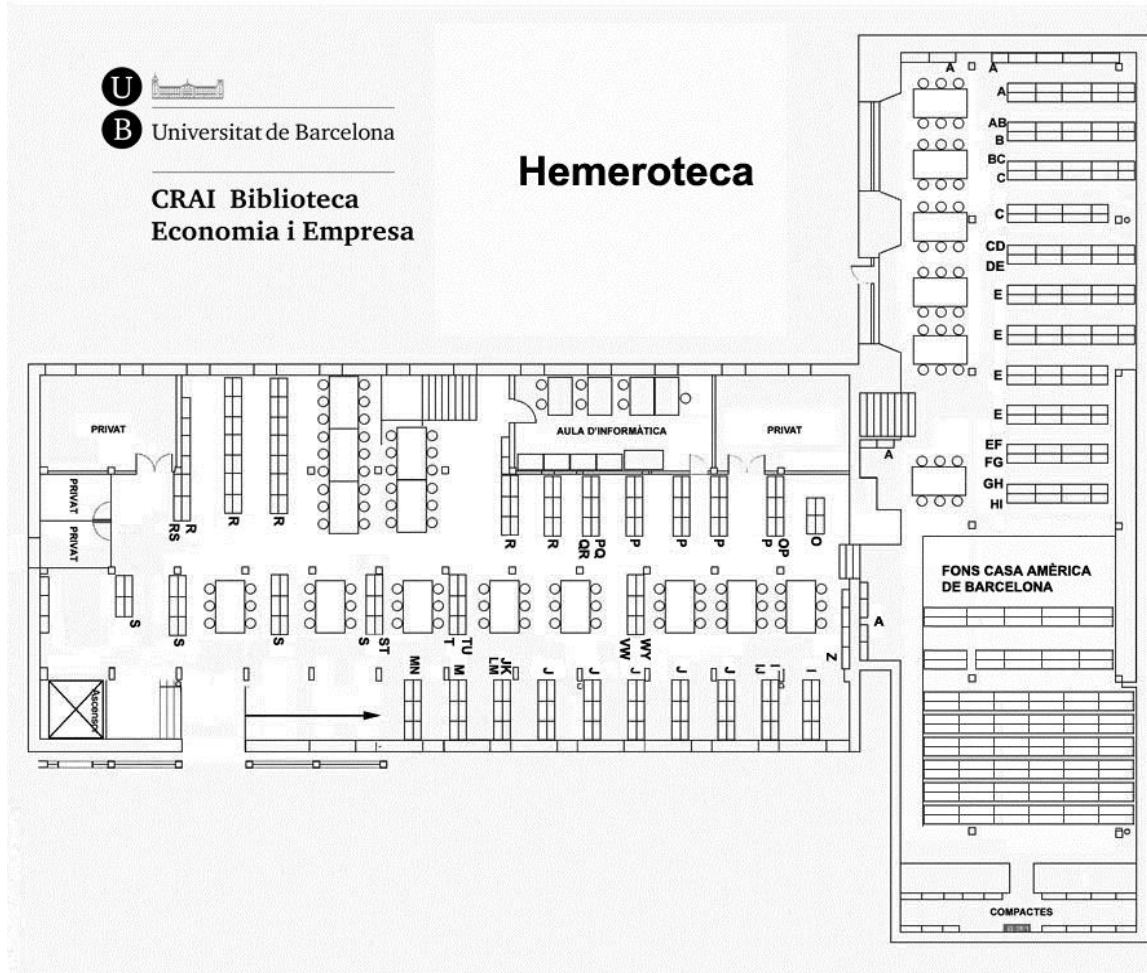 U
B
Universitat de Barcelona
CRAI Biblioteca
Economia i Empresa
Hemeroteca
A
A
A
AB
B
BC
C
C
CD
DE
E
E
E
E
E
EF
FG
GH
HI
A
FONS CASA AMÈRICA
DE BARCELONA
COMPACTES
PRIVAT
PRIVAT
PRIVAT
AULA D'INFORMÀTICA
PRIVAT
RS
R
R
R
R
R
QR
PQ
P
P
P
P
OP
O
S
S
S
S
ST
T
TU
VW
WY
Z
A
MN
M
LM
JK
J
J
J
J
J
IJ
I
I
Ascensor